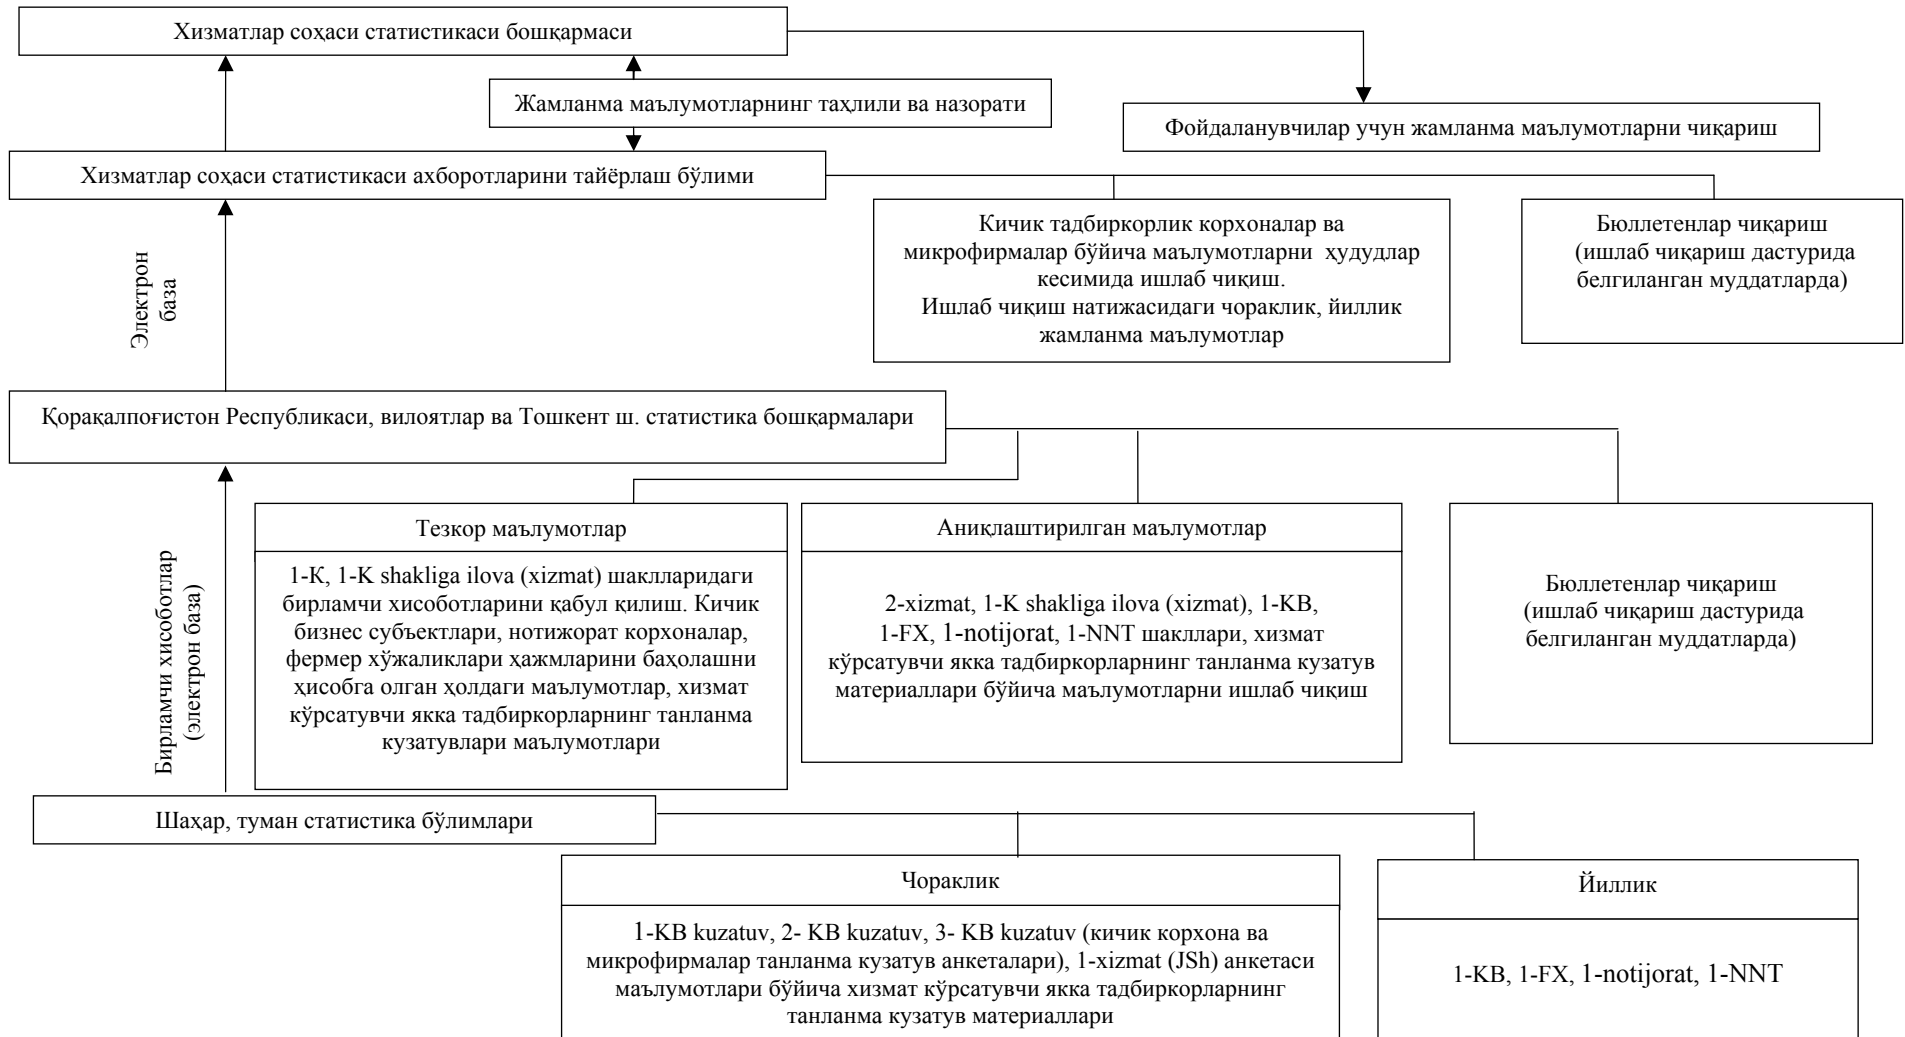 Хизматлар соҳаси статистикаси бошқармаси
Жамланма маълумотларнинг таҳлили ва назорати
Фойдаланувчилар учун жамланма маълумотларни чиқариш
Хизматлар соҳаси статистикаси ахборотларини тайёрлаш бўлими
Кичик тадбиркорлик корхоналар ва
микрофирмалар бўйича маълумотларни ҳудудлар
кесимида ишлаб чиқиш.
Ишлаб чиқиш натижасидаги чораклик, йиллик
жамланма маълумотлар
Бюллетенлар чиқариш
(ишлаб чиқариш дастурида
белгиланган муддатларда)
Электрон
база
Қорақалпоғистон Республикаси, вилоятлар ва Тошкент ш. статистика бошқармалари
Тезкор маълумотлар
1-К, 1-K shakliga ilova (xizmat) шаклларидаги
бирламчи хисоботларини қабул қилиш. Кичик
бизнес субъектлари, нотижорат корхоналар,
фермер хўжаликлари ҳажмларини баҳолашни
ҳисобга олган ҳолдаги маълумотлар, хизмат
кўрсатувчи якка тадбиркорларнинг танланма
кузатувлари маълумотлари
Аниқлаштирилган маълумотлар
2-xizmat, 1-K shakliga ilova (xizmat), 1-KB,
1-FX, 1-notijorat, 1-NNT шакллари, хизмат
кўрсатувчи якка тадбиркорларнинг танланма кузатув
материаллари бўйича маълумотларни ишлаб чиқиш
Бюллетенлар чиқариш
(ишлаб чиқариш дастурида
белгиланган муддатларда)
Бирламчи хисоботлар
(электрон база)
Шаҳар, туман статистика бўлимлари
Чораклик
1-KB kuzatuv, 2- KB kuzatuv, 3- KB kuzatuv (кичик корхона ва
микрофирмалар танланма кузатув анкеталари), 1-xizmat (JSh) анкетаси
маълумотлари бўйича хизмат кўрсатувчи якка тадбиркорларнинг
танланма кузатув материаллари
Йиллик
1-KB, 1-FX, 1-notijorat, 1-NNT